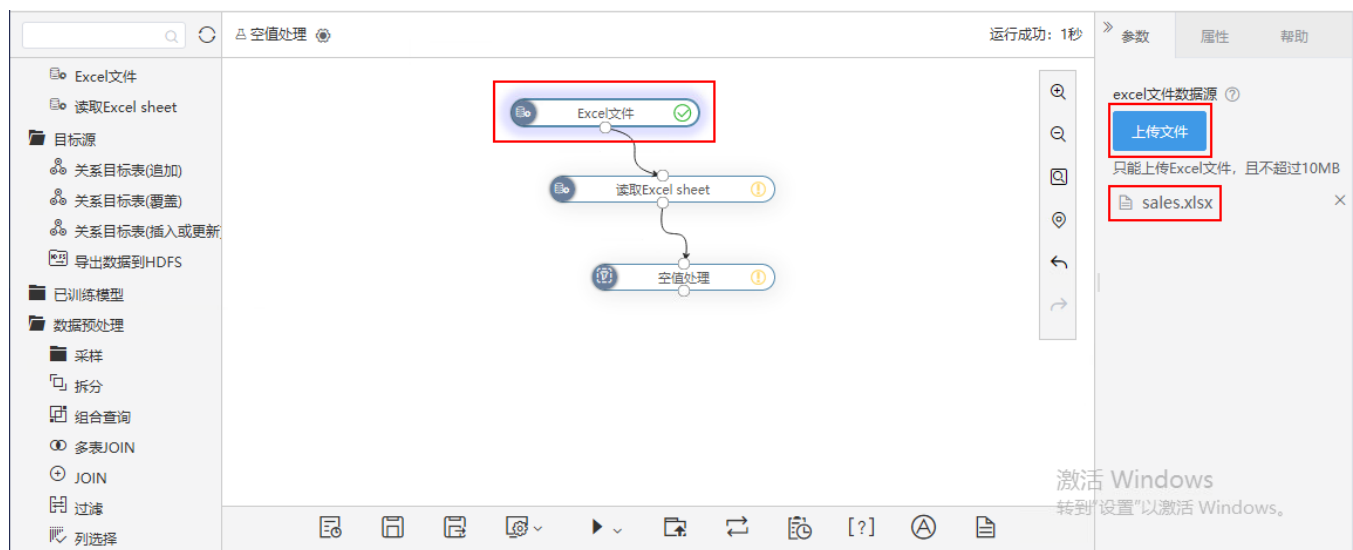 空值处理
运行成功：1秒
Excel文件
读取Excel sheet
目标源
关系目标表(追加)
关系目标表(覆盖)
关系目标表(插入或更新
导出数据到HDFS
已训练模型
数据预处理
采样
拆分
组合查询
多表JOIN
JOIN
过滤
列选择
Excel文件
读取Excel sheet
空值处理
[?]
参数 属性 帮助
excel文件数据源
上传文件
只能上传Excel文件，且不超过10MB
sales.xlsx
激活 Windows
转到"设置"以激活 Windows。